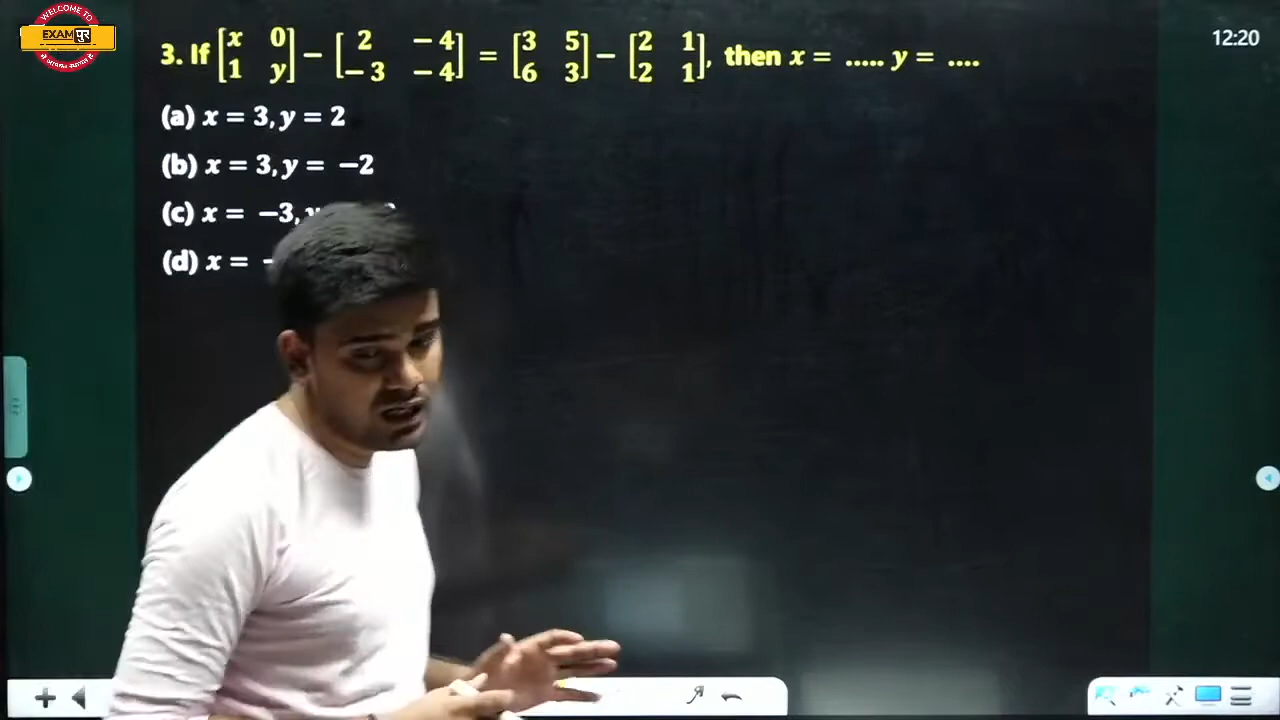 WELCOME TO
EXAMपुर
12:20
3. If [x 0 1 y] − [2 −4 −3 −4] = [3 5 6 3] − [2 1 2 1], then x = ..... y = ....
(a) x = 3, y = 2
(b) x = 3, y = −2
(c) x = −3,
(d) x =